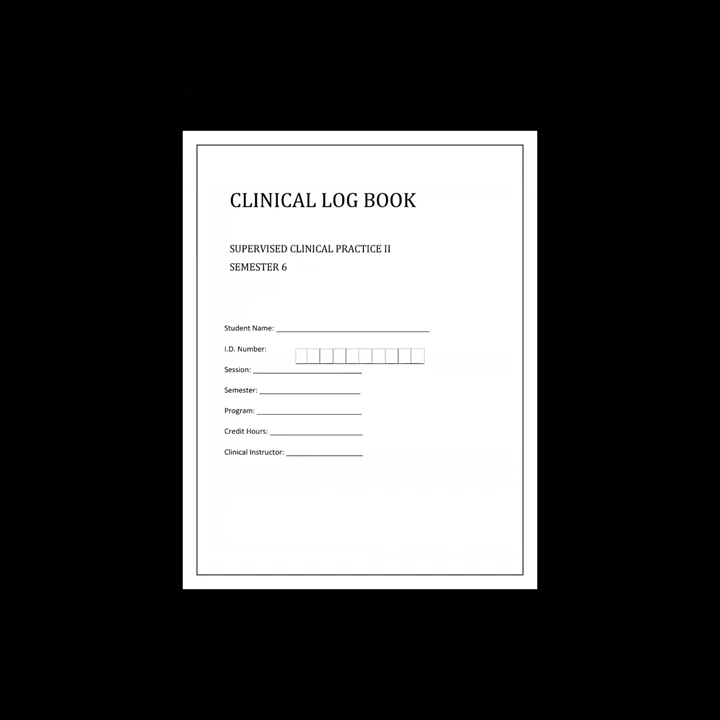 CLINICAL LOG BOOK
SUPERVISED CLINICAL PRACTICE II
SEMESTER 6
Student Name:
I.D. Number:
Session:
Semester:
Program:
Credit Hours:
Clinical Instructor: